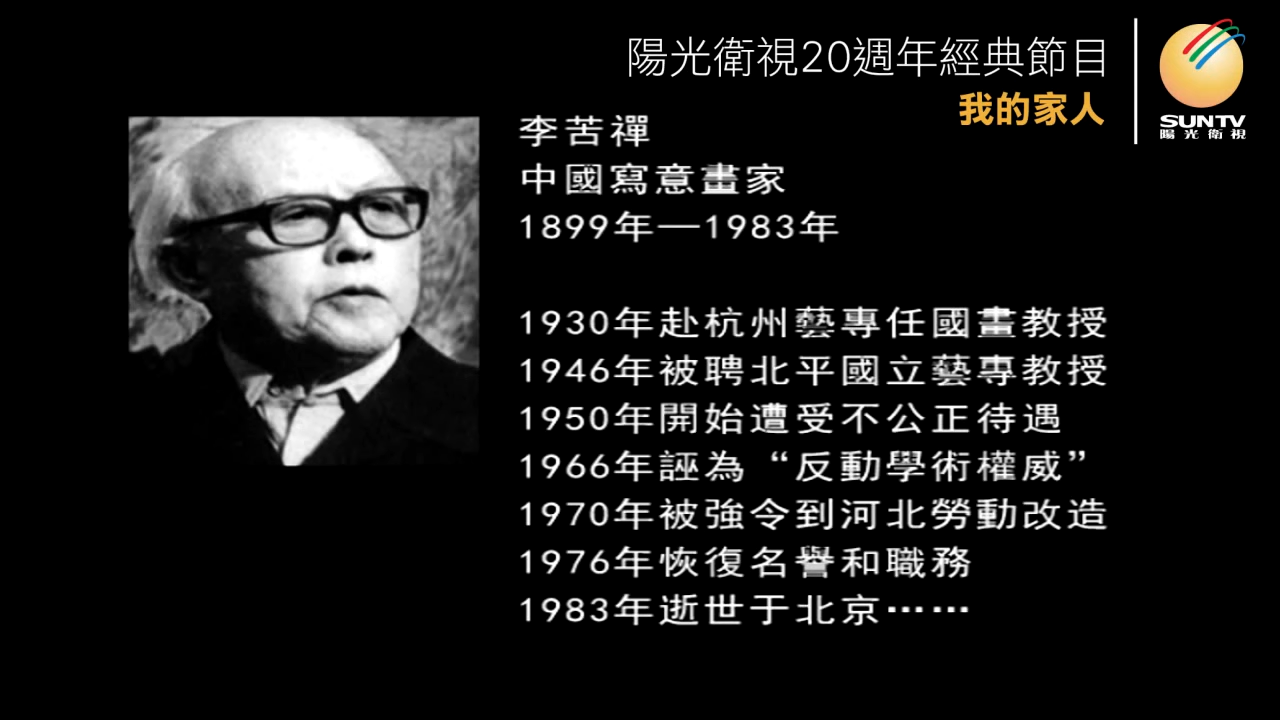 陽光衛視20週年經典節目
我的家人
SUNTV
陽光衛視
李苦禪
中國寫意畫家
1899年—1983年
1930年赴杭州藝專任國畫教授
1946年被聘北平國立藝專教授
1950年開始遭受不公正待遇
1966年誣為“反動學術權威”
1970年被強令到河北勞動改造
1976年恢復名譽和職務
1983年逝世于北京……